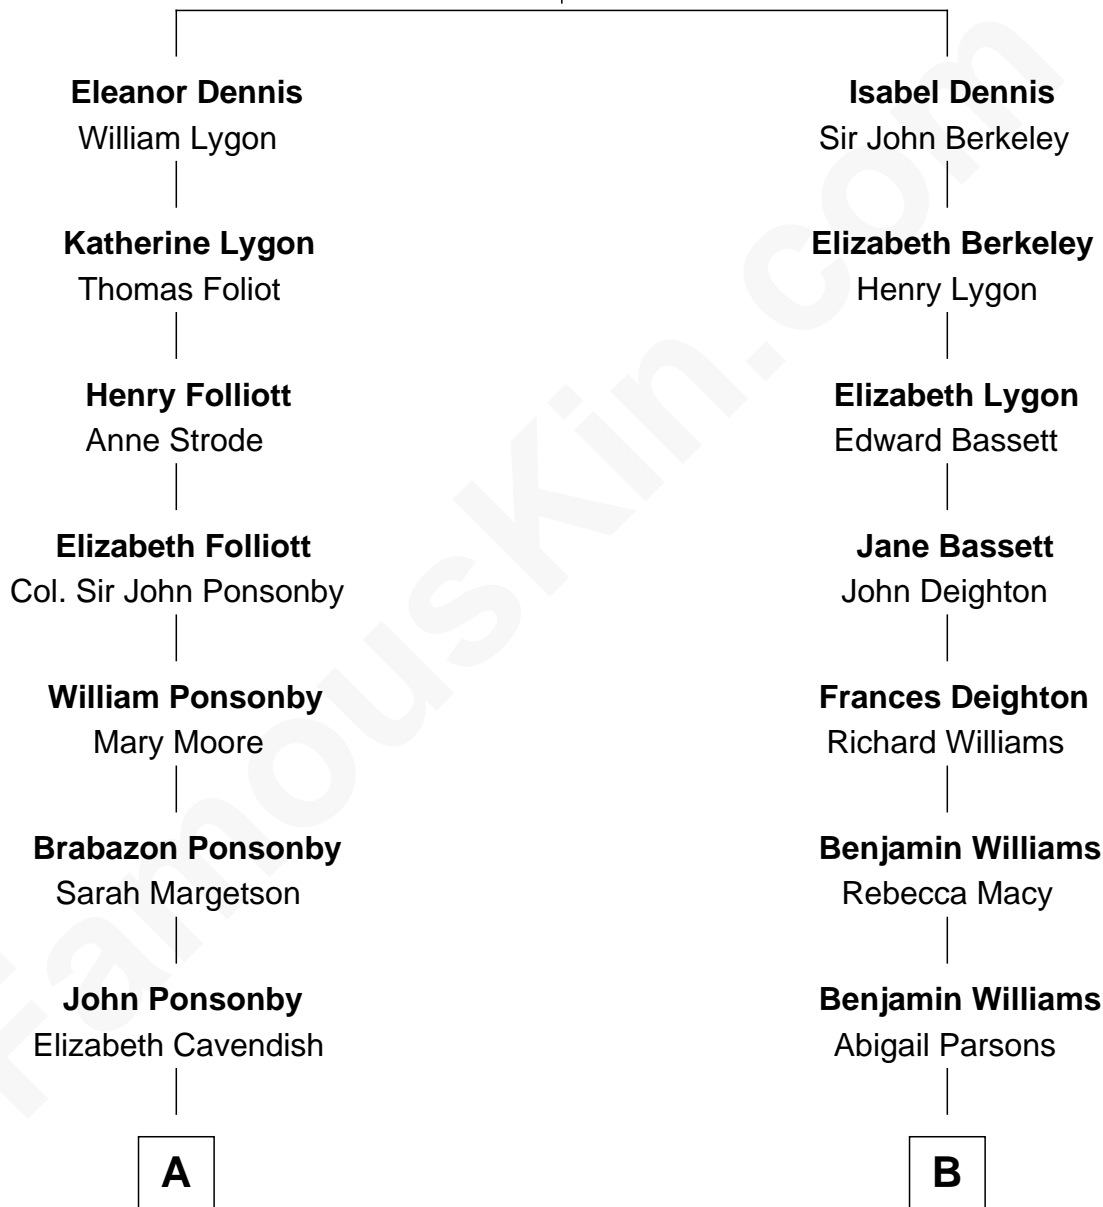 Eleanor Dennis
William Lygon
Katherine Lygon
Thomas Foliot
Henry Folliott
Anne Strode
Elizabeth Folliott
Col. Sir John Ponsonby
William Ponsonby
Mary Moore
Brabazon Ponsonby
Sarah Margetson
John Ponsonby
Elizabeth Cavendish
A
Isabel Dennis
Sir John Berkeley
Elizabeth Berkeley
Henry Lygon
Elizabeth Lygon
Edward Bassett
Jane Bassett
John Deighton
Frances Deighton
Richard Williams
Benjamin Williams
Rebecca Macy
Benjamin Williams
Abigail Parsons
B
FamousKin.com